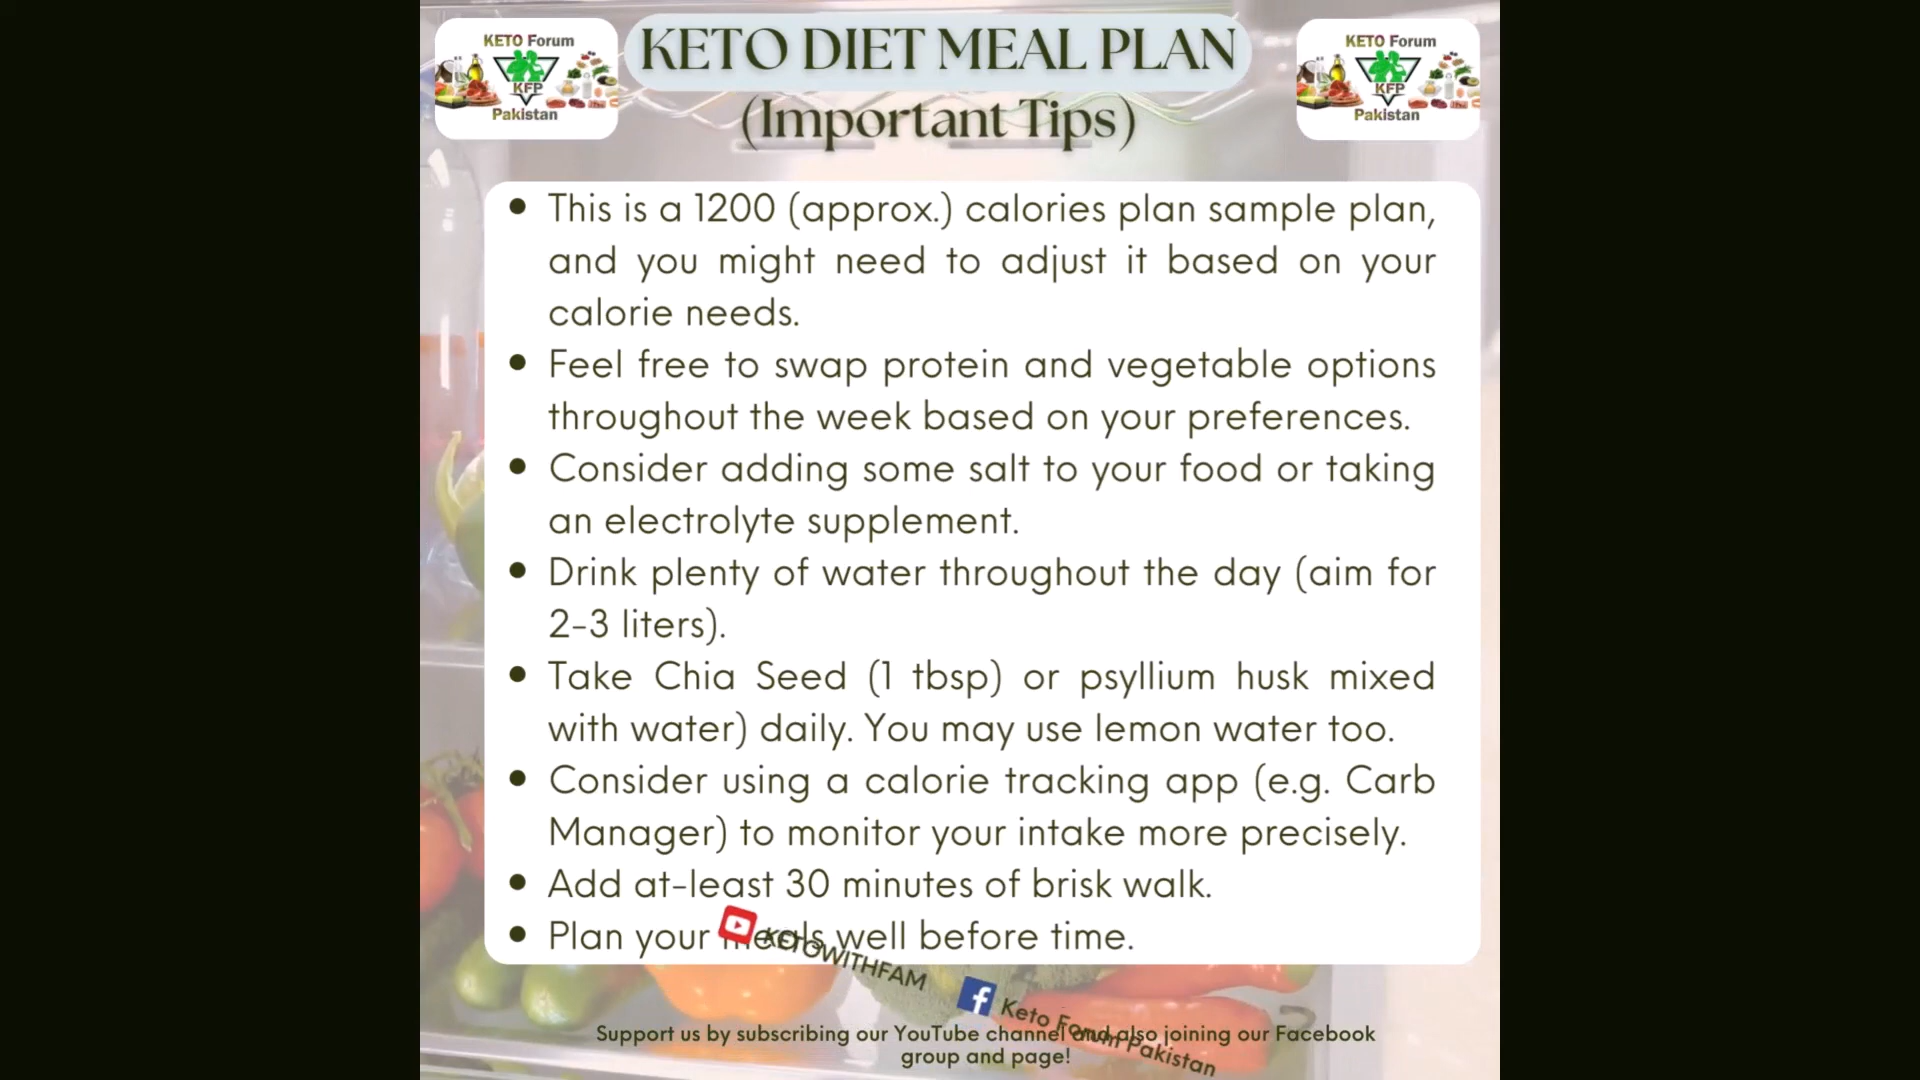 KETO Forum
KFP
Pakistan
KETO DIET MEAL PLAN
(Important Tips)
KETO Forum
KFP
Pakistan
• This is a 1200 (approx.) calories plan sample plan,
and you might need to adjust it based on your
calorie needs.
• Feel free to swap protein and vegetable options
throughout the week based on your preferences.
• Consider adding some salt to your food or taking
an electrolyte supplement.
• Drink plenty of water throughout the day (aim for
2-3 liters).
• Take Chia Seed (1 tbsp) or psyllium husk mixed
with water) daily. You may use lemon water too.
• Consider using a calorie tracking app (e.g. Carb
Manager) to monitor your intake more precisely.
• Add at-least 30 minutes of brisk walk.
• Plan your meals well before time.
KETOWITHFAM
Keto Forum Pakistan
Support us by subscribing our YouTube channel and also joining our Facebook
group and page!